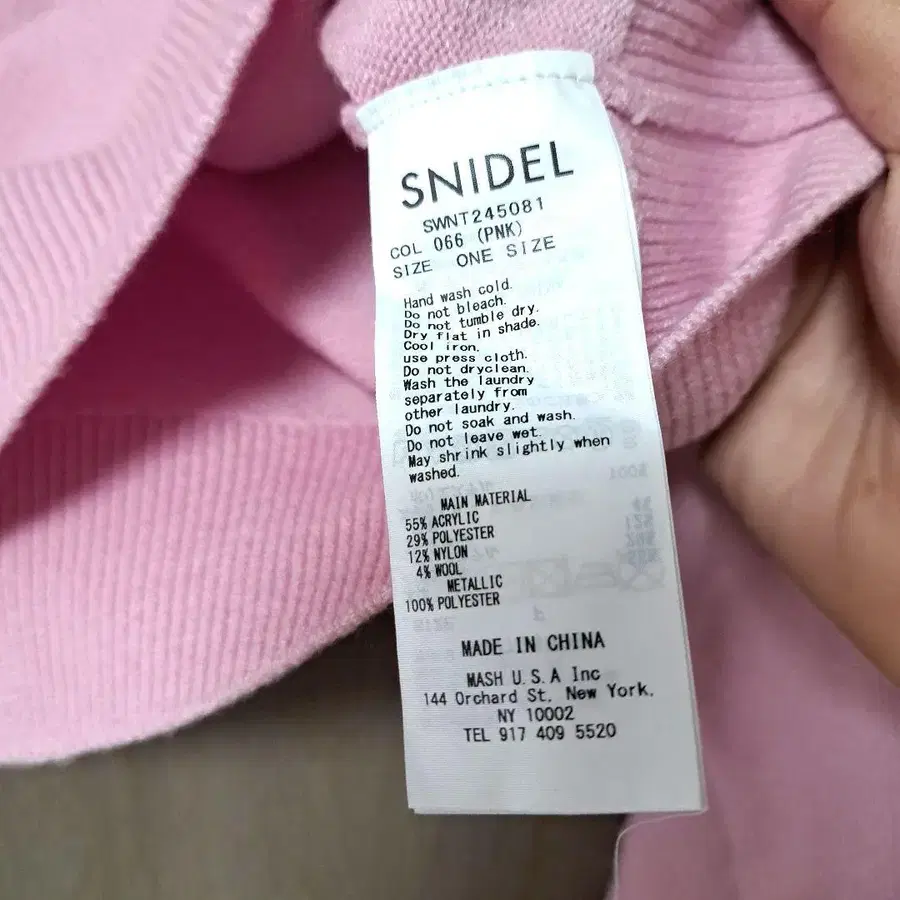 SNIDEL
SWNT245081
COL 066 (PNK)
SIZE ONE SIZE
Hand wash cold.
Do not bleach.
Do not tumble dry.
Dry flat in shade.
Cool iron.
use press cloth.
Do not dryclean.
Wash the laundry
separately from
other laundry.
Do not soak and wash.
Do not leave wet.
May shrink slightly when
washed.
MAIN MATERIAL
55% ACRYLIC
29% POLYESTER
12% NYLON
4% WOOL
METALLIC
100% POLYESTER
MADE IN CHINA
MASH U.S.A Inc
144 Orchard St. New York,
NY 10002
TEL 917 409 5520